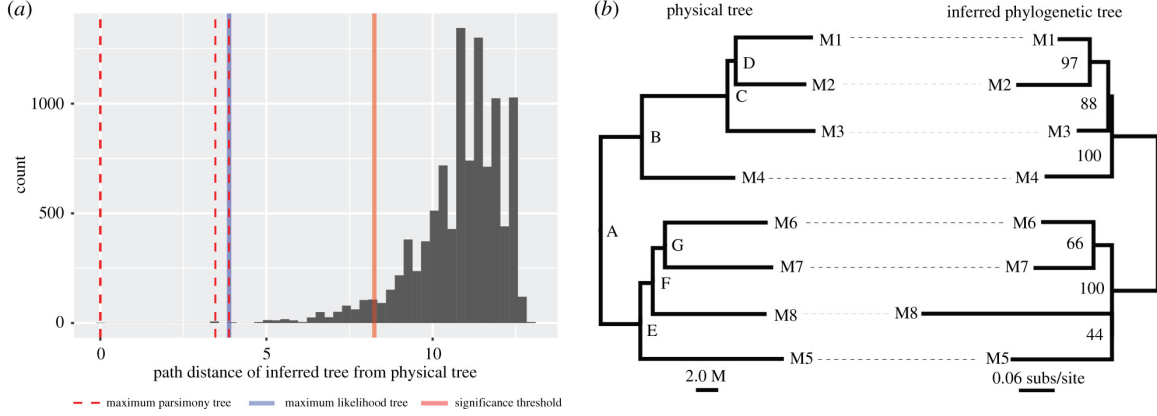 (a)
1000
500
0
count
0
5
10
path distance of inferred tree from physical tree
maximum parsimony tree
maximum likelihood tree
significance threshold
(b)
physical tree
inferred phylogenetic tree
M1
M1
D
97
M2
M2
C
88
M3
M3
B
100
M4
M4
A
M6
M6
G
66
M7
M7
F
100
M8
M8
E
44
M5
M5
2.0 M
0.06 subs/site